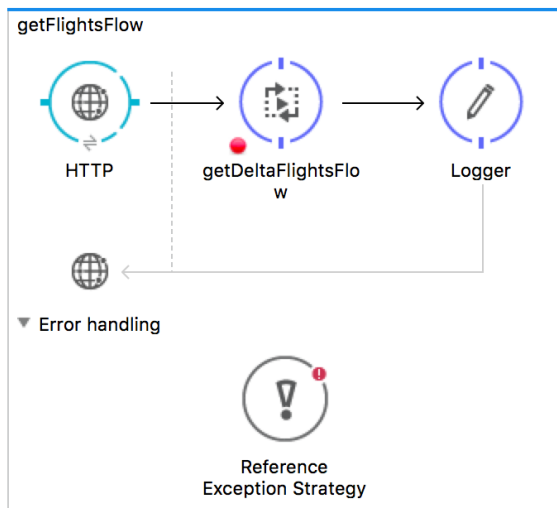 getFlightsFlow
HTTP
getDeltaFlightsFlo
w
Logger
Error handling
Reference
Exception Strategy